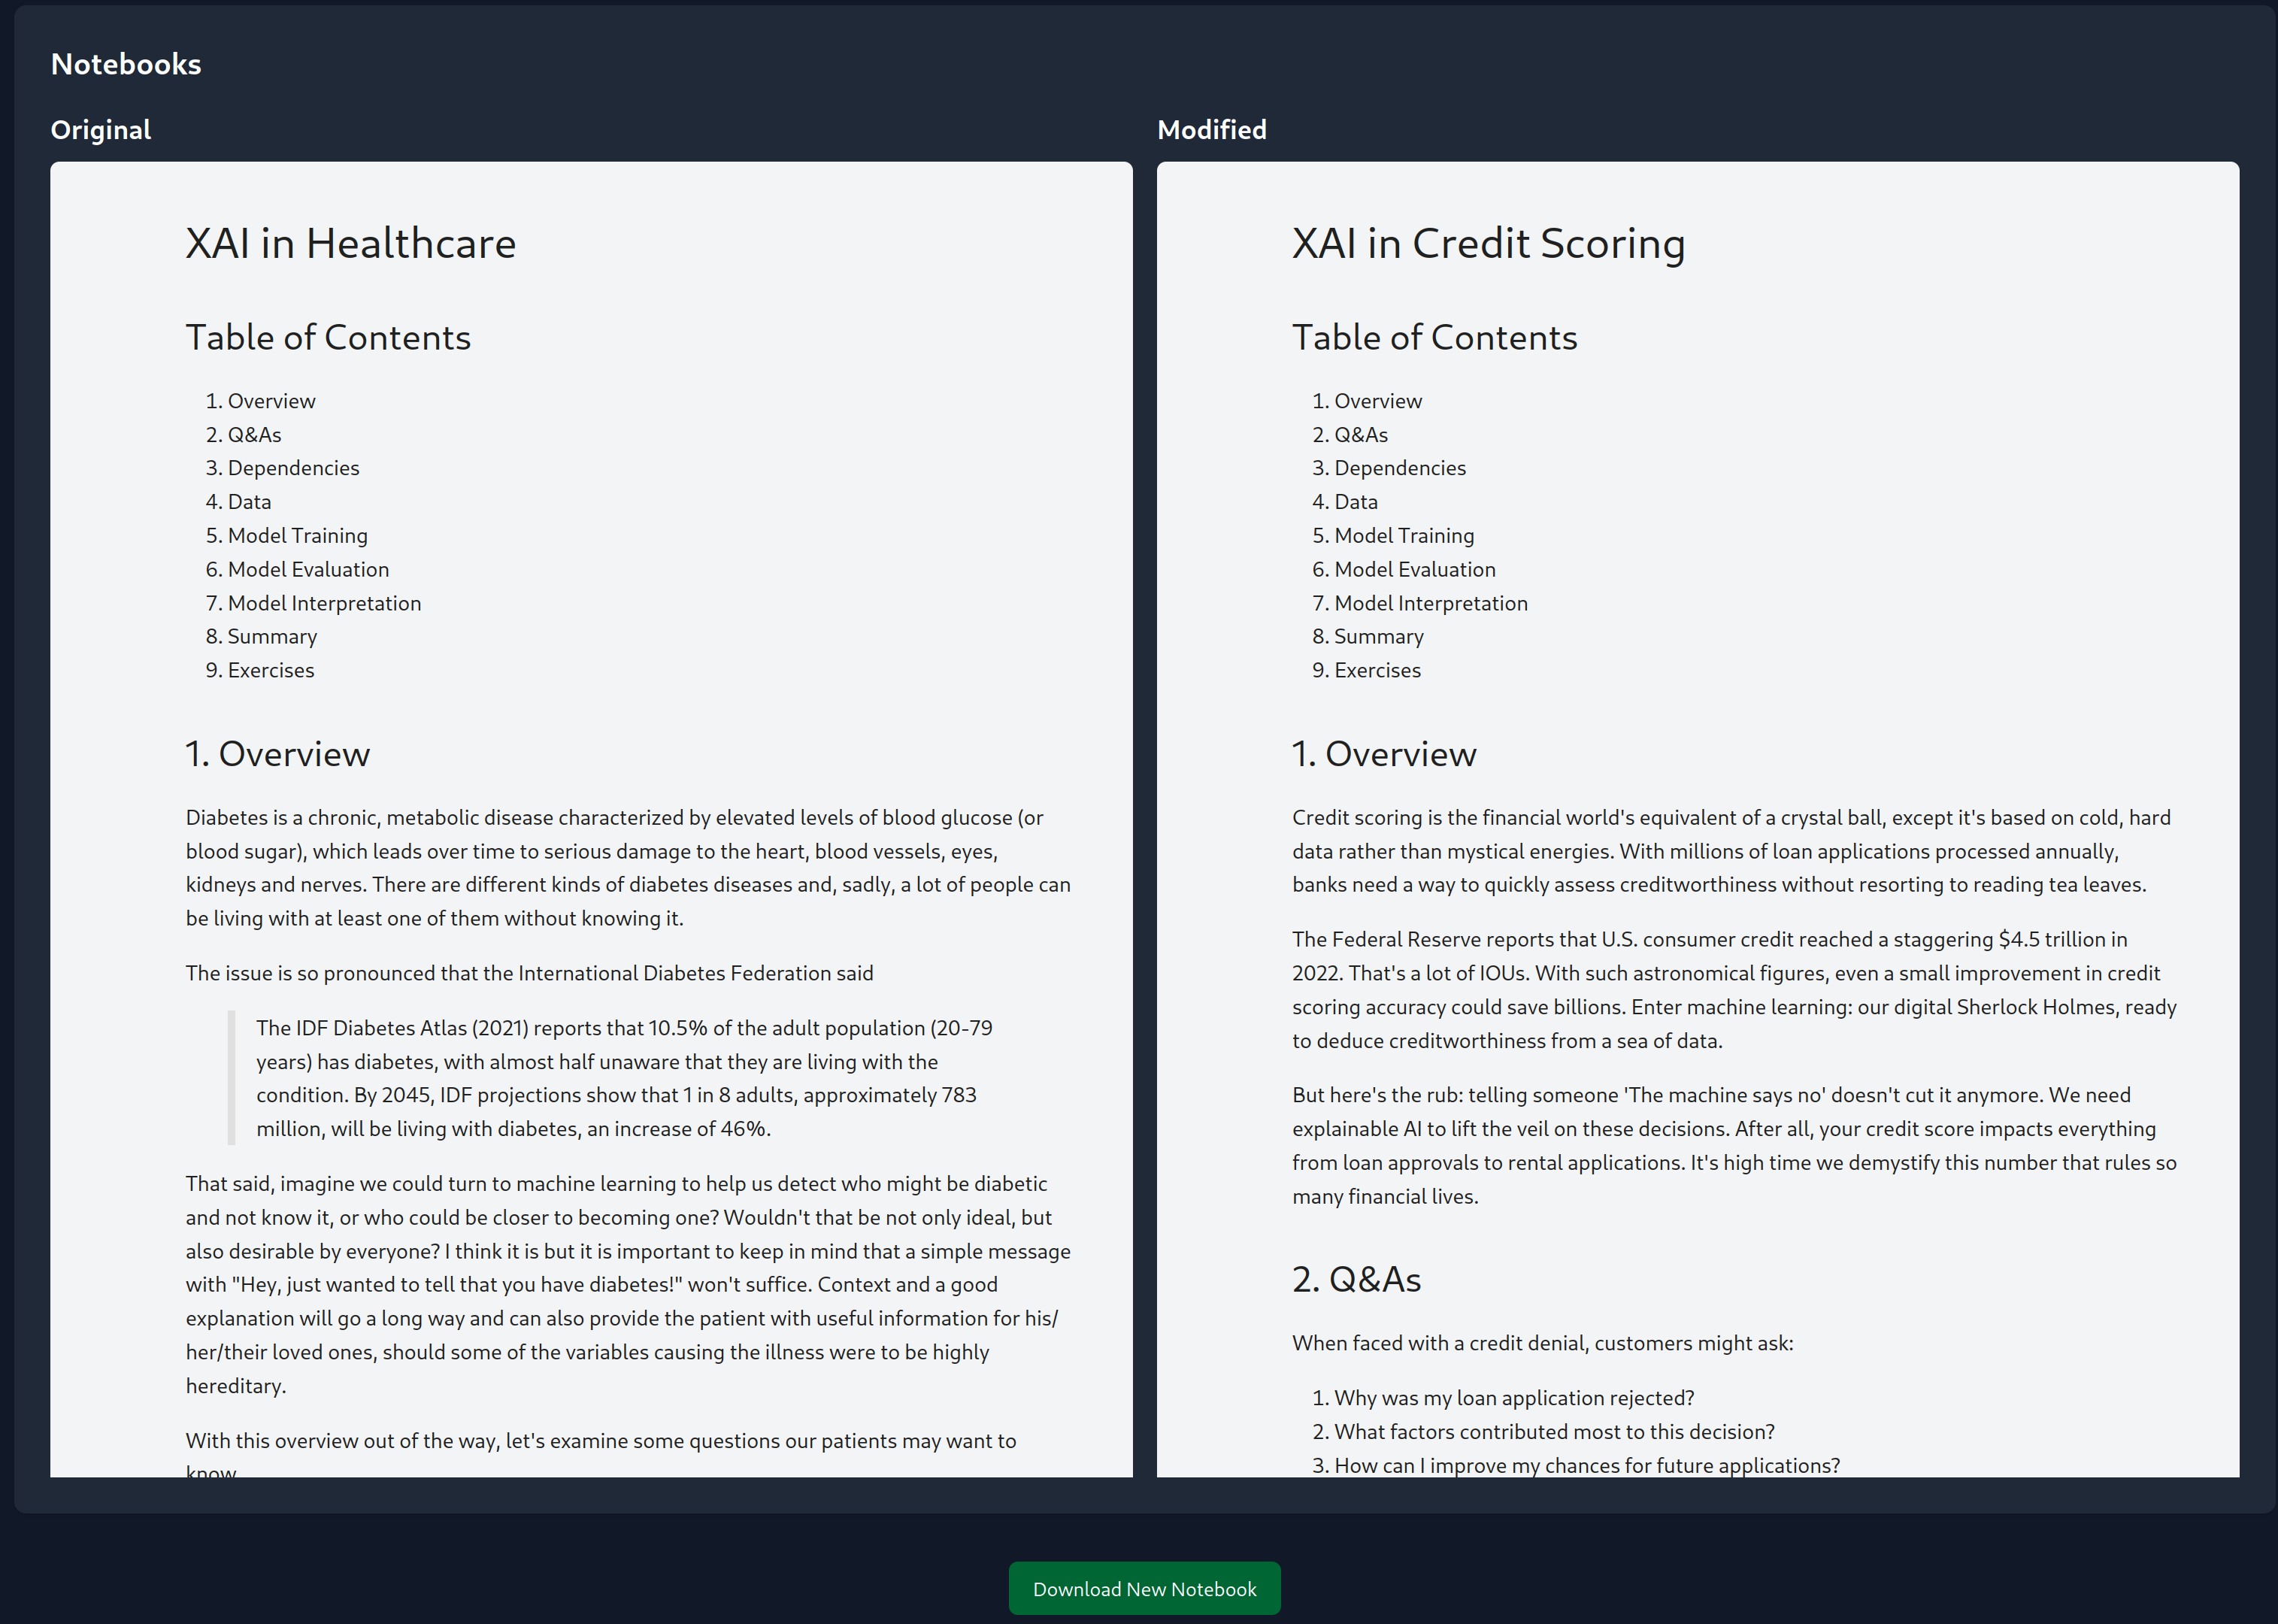 Notebooks
Original
XAI in Healthcare
Table of Contents
1. Overview
2. Q&As
3. Dependencies
4. Data
5. Model Training
6. Model Evaluation
7. Model Interpretation
8. Summary
9. Exercises
1. Overview
Diabetes is a chronic, metabolic disease characterized by elevated levels of blood glucose (or
blood sugar), which leads over time to serious damage to the heart, blood vessels, eyes,
kidneys and nerves. There are different kinds of diabetes diseases and, sadly, a lot of people can
be living with at least one of them without knowing it.
The issue is so pronounced that the International Diabetes Federation said
The IDF Diabetes Atlas (2021) reports that 10.5% of the adult population (20-79
years) has diabetes, with almost half unaware that they are living with the
condition. By 2045, IDF projections show that 1 in 8 adults, approximately 783
million, will be living with diabetes, an increase of 46%.
That said, imagine we could turn to machine learning to help us detect who might be diabetic
and not know it, or who could be closer to becoming one? Wouldn't that be not only ideal, but
also desirable by everyone? I think it is but it is important to keep in mind that a simple message
with "Hey, just wanted to tell that you have diabetes!" won't suffice. Context and a good
explanation will go a long way and can also provide the patient with useful information for his/
her/their loved ones, should some of the variables causing the illness were to be highly
hereditary.
With this overview out of the way, let's examine some questions our patients may want to
know
Modified
XAI in Credit Scoring
Table of Contents
1. Overview
2. Q&As
3. Dependencies
4. Data
5. Model Training
6. Model Evaluation
7. Model Interpretation
8. Summary
9. Exercises
1. Overview
Credit scoring is the financial world's equivalent of a crystal ball, except it's based on cold, hard
data rather than mystical energies. With millions of loan applications processed annually,
banks need a way to quickly assess creditworthiness without resorting to reading tea leaves.
The Federal Reserve reports that U.S. consumer credit reached a staggering $4.5 trillion in
2022. That's a lot of IOUs. With such astronomical figures, even a small improvement in credit
scoring accuracy could save billions. Enter machine learning: our digital Sherlock Holmes, ready
to deduce creditworthiness from a sea of data.
But here's the rub: telling someone 'The machine says no' doesn't cut it anymore. We need
explainable AI to lift the veil on these decisions. After all, your credit score impacts everything
from loan approvals to rental applications. It's high time we demystify this number that rules so
many financial lives.
2. Q&As
When faced with a credit denial, customers might ask:
1. Why was my loan application rejected?
2. What factors contributed most to this decision?
3. How can I improve my chances for future applications?
Download New Notebook